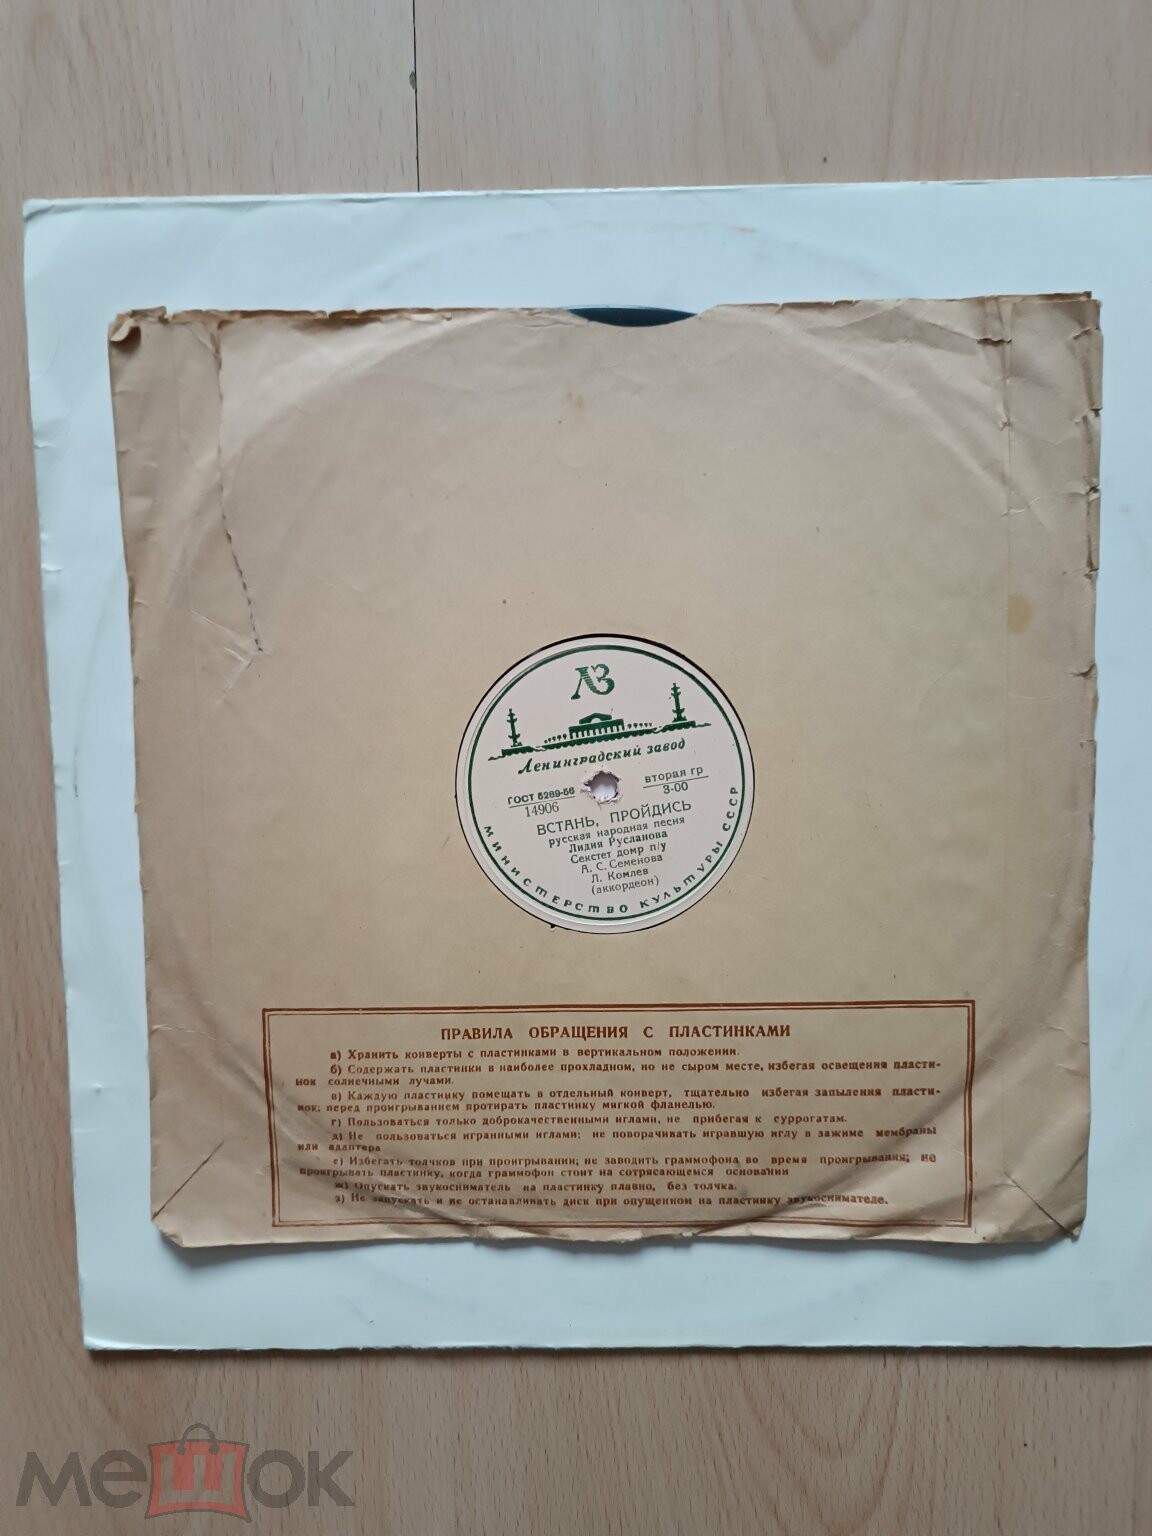 ЛЗ
Ленинградский завод
ГОСТ 5289-56
14906
вторая гр
3-00
ВСТАНЬ, ПРОЙДИСЬ
русская народная песня
Лидия Русланова
Секстет домр п/у
А. С. Семенова
Л. Комлев
(аккордеон)
МИНИСТЕРСТВО КУЛЬТУРЫ СССР
ПРАВИЛА ОБРАЩЕНИЯ С ПЛАСТИНКАМИ
а) Хранить конверты с пластинками в вертикальном положении.
б) Содержать пластинки в наиболее прохладном, но не сыром месте, избегая освещения пласти-
нок солнечными лучами.
в) Каждую пластинку помещать в отдельный конверт, тщательно избегая запыления пласти-
нок; перед проигрыванием протирать пластинку мягкой фланелью.
г) Пользоваться только доброкачественными иглами, не прибегая к суррогатам.
д) Не пользоваться игранными иглами; не поворачивать игравшую иглу в зажиме мембраны
или адаптера
е) Избегать толчков при проигрывании; не заводить граммофона во время проигрывания; не
проигрывать пластинку, когда граммофон стоит на сотрясающемся основании
ж) Опускать звукосниматель на пластинку плавно, без толчка.
з) Не запускать и не останавливать диск при опущенном на пластинку звукоснимателе.
мешок